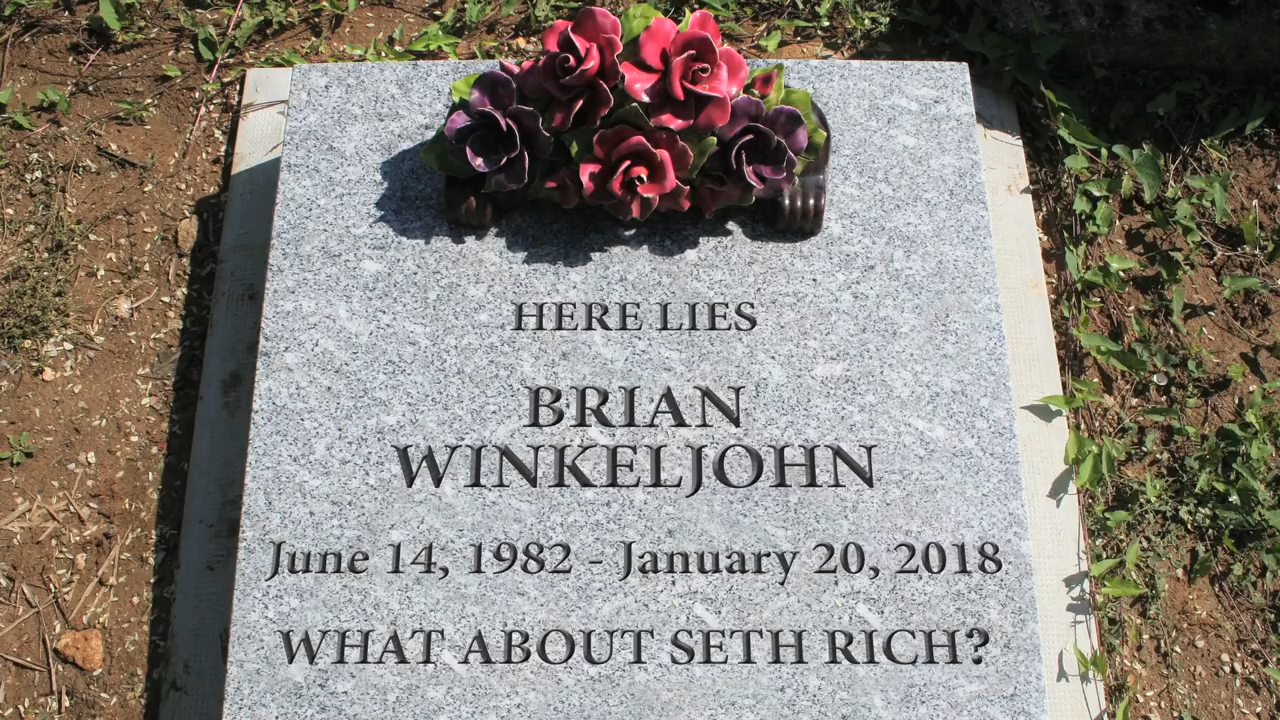 HERE LIES
BRIAN
WINKELJOHN
June 14, 1982 - January 20, 2018
WHAT ABOUT SETH RICH?